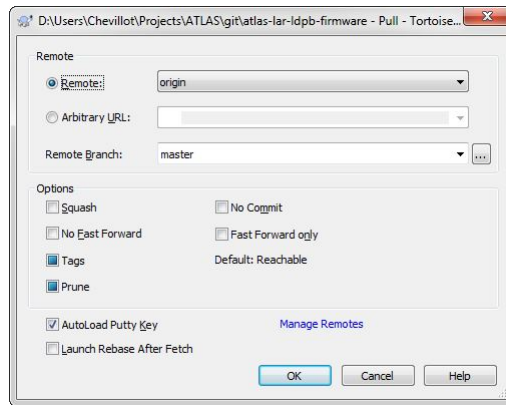 D:\Users\Chevillot\Projects\ATLAS\git\atlas-lar-ldpb-firmware - Pull - Tortoise...
Remote
Remote:
origin
Arbitrary URL:
Remote Branch:
master
...
Options
Squash
No Commit
No Fast Forward
Fast Forward only
Tags
Default: Reachable
Prune
AutoLoad Putty Key
Manage Remotes
Launch Rebase After Fetch
OK
Cancel
Help